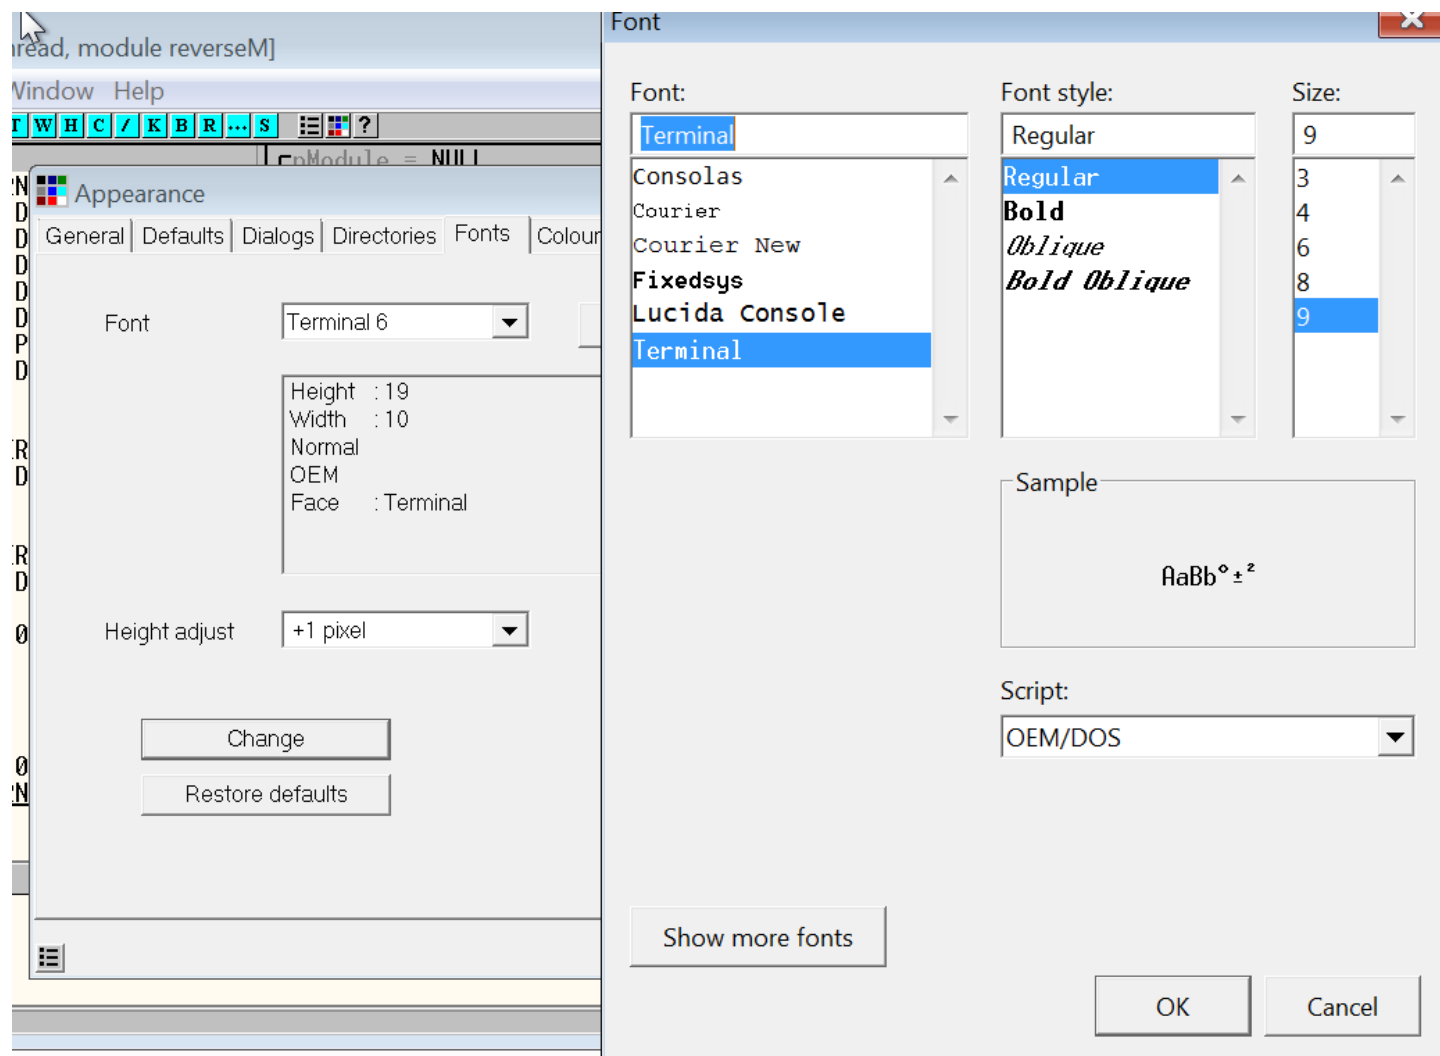 read, module reverseM]
Window Help
T W H C / K B R ... S ?
pModule = NULL
Appearance
General Defaults Dialogs Directories Fonts Colour
Font Terminal 6
Height : 19
Width : 10
Normal
OEM
Face : Terminal
Height adjust +1 pixel
Change
Restore defaults
Font
Font:
Terminal
Consolas
Courier
Courier New
Fixedsys
Lucida Console
Terminal
Font style:
Regular
Regular
Bold
Oblique
Bold Oblique
Size:
9
3
4
6
8
9
Sample
AaBb°±²
Script:
OEM/DOS
Show more fonts
OK Cancel